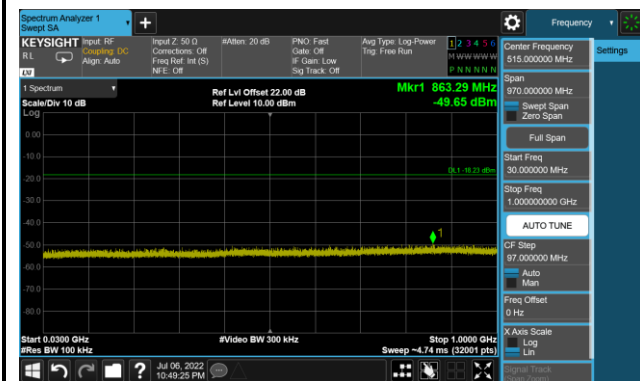 Spectrum Analyzer 1
Swept SA
Frequency
KEYSIGHT
RL
LXI
Input: RF
Coupling: DC
Align: Auto
Input Z: 50 Ω
Corrections: Off
Freq Ref: Int (S)
NFE: Off
#Atten: 20 dB
PNO: Fast
Gate: Off
IF Gain: Low
Sig Track: Off
Avg Type: Log-Power
Trig: Free Run
1 2 3 4 5 6
M W W W W W
P N N N N N
Center Frequency
515.000000 MHz
Settings
Span
970.000000 MHz
Swept Span
Zero Span
Full Span
Start Freq
30.000000 MHz
Stop Freq
1.000000000 GHz
AUTO TUNE
CF Step
97.000000 MHz
Auto
Man
Freq Offset
0 Hz
X Axis Scale
Log
Lin
Signal Track
(Span Zoom)
1 Spectrum
Scale/Div 10 dB
Log
Ref Lvl Offset 22.00 dB
Ref Level 10.00 dBm
Mkr1 863.29 MHz
-49.65 dBm
0.00
-10.0
-20.0
-30.0
-40.0
-50.0
-60.0
-70.0
-80.0
DL1 -18.23 dBm
1
Start 0.0300 GHz
#Res BW 100 kHz
#Video BW 300 kHz
Stop 1.0000 GHz
Sweep ~4.74 ms (32001 pts)
Jul 06, 2022
10:49:25 PM